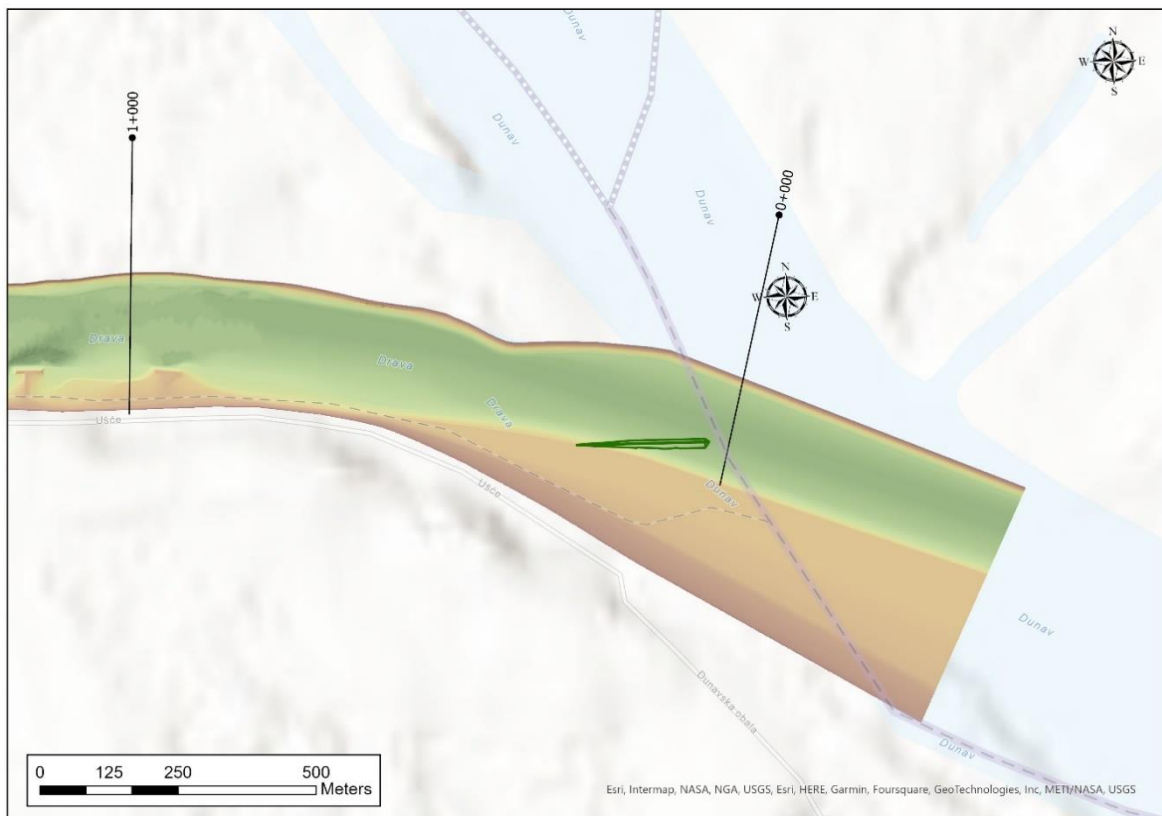 Dunav
N
W E
S
Dunav
1+000
Dunav
0+000
N
W E
S
Drava
Drava
Drava
Ušće
Ušće
Dunav
Dunav
Dunavska obala
Dunav
0 125 250 500
Meters
Esri, Intermap, NASA, NGA, USGS, Esri, HERE, Garmin, Foursquare, GeoTechnologies, Inc, METI/NASA, USGS